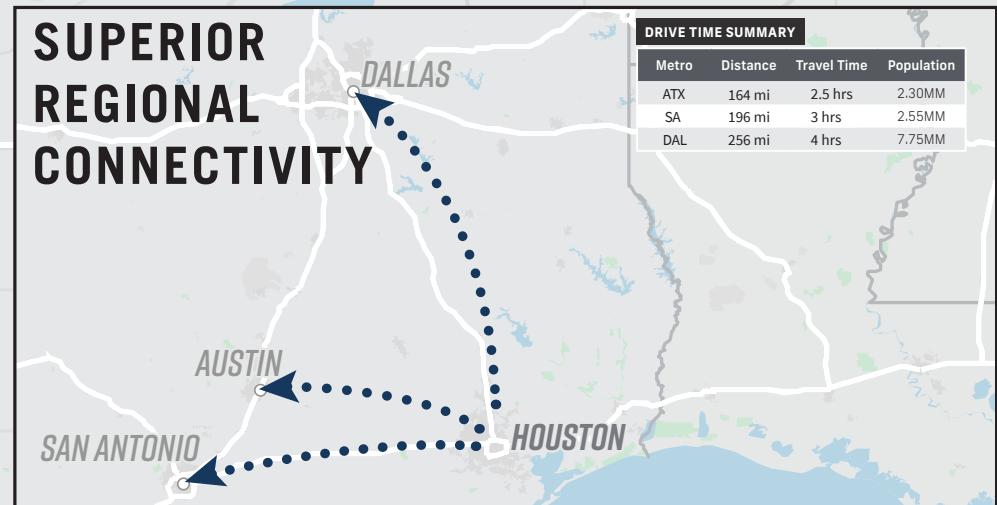 SUPERIOR
REGIONAL
CONNECTIVITY
DRIVE TIME SUMMARY
Metro Distance Travel Time Population
ATX 164 mi 2.5 hrs 2.30MM
SA 196 mi 3 hrs 2.55MM
DAL 256 mi 4 hrs 7.75MM
DALLAS
AUSTIN
SAN ANTONIO
HOUSTON